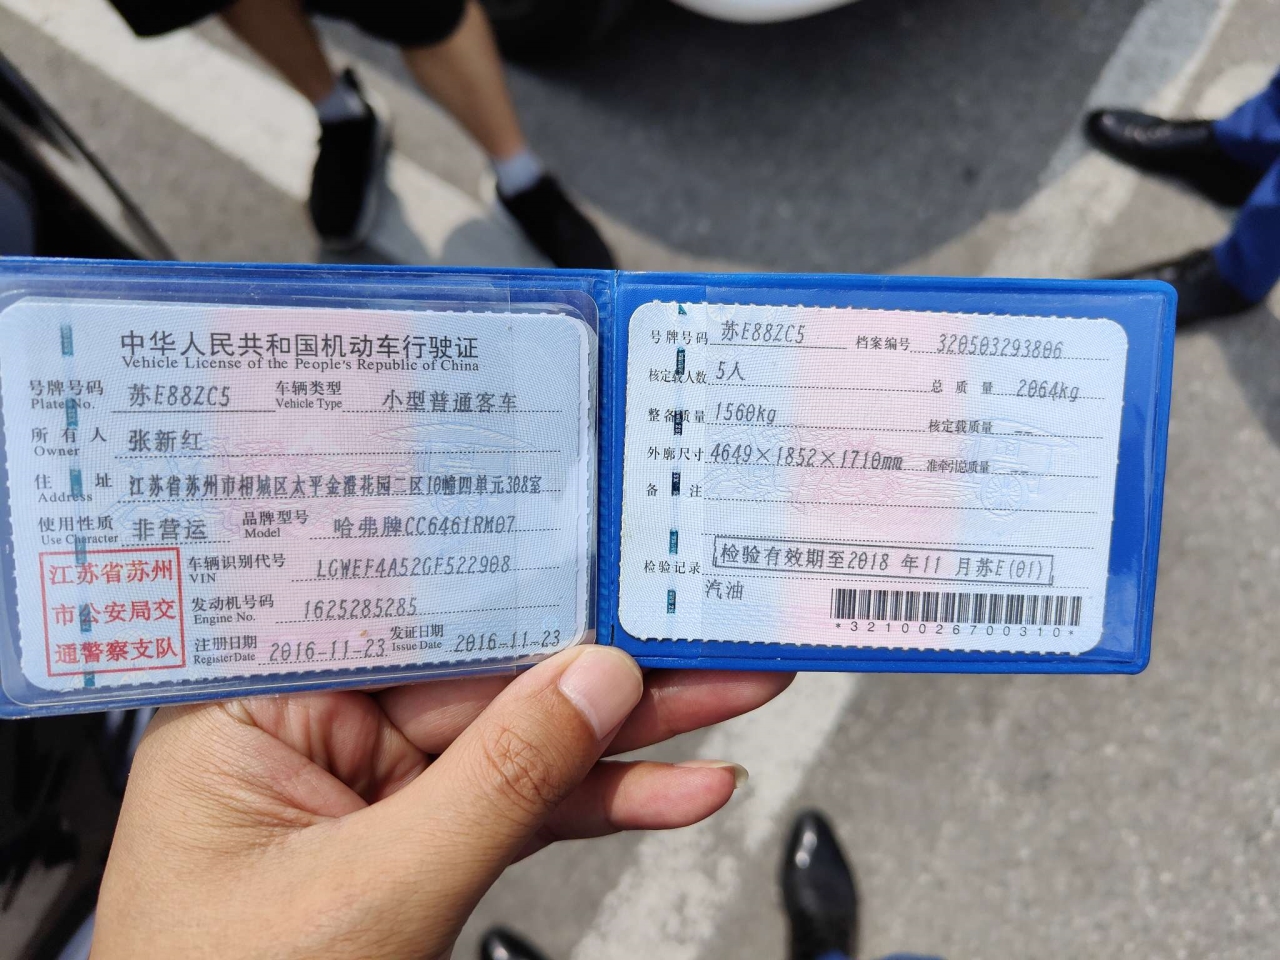 中华人民共和国机动车行驶证
Vehicle License of the People's Republic of China
号牌号码 苏E88ZC5 车辆类型 小型普通客车
Plate No. Vehicle Type
所有人 张新红
Owner
住址 江苏省苏州市相城区太平金澄花园二区10幢四单元308室
Address
使用性质 非营运 品牌型号 哈弗牌CC6461RM07
Use Character Model
江苏省苏州
市公安局交
通警察支队
车辆识别代号 LGWEF4A52GF522908
VIN
发动机号码 1625285285
Engine No.
注册日期 2016-11-23 发证日期 2016-11-23
Register Date Issue Date
号牌号码 苏E88ZC5 档案编号 320503293806
核定载人数 5人 总质量 2064kg
整备质量 1560kg 核定载质量 --
外廓尺寸 4649×1852×1710mm 准牵引总质量 --
备注
检验记录 检验有效期至2018 年11 月苏E(01)
汽油
*3210026700310*